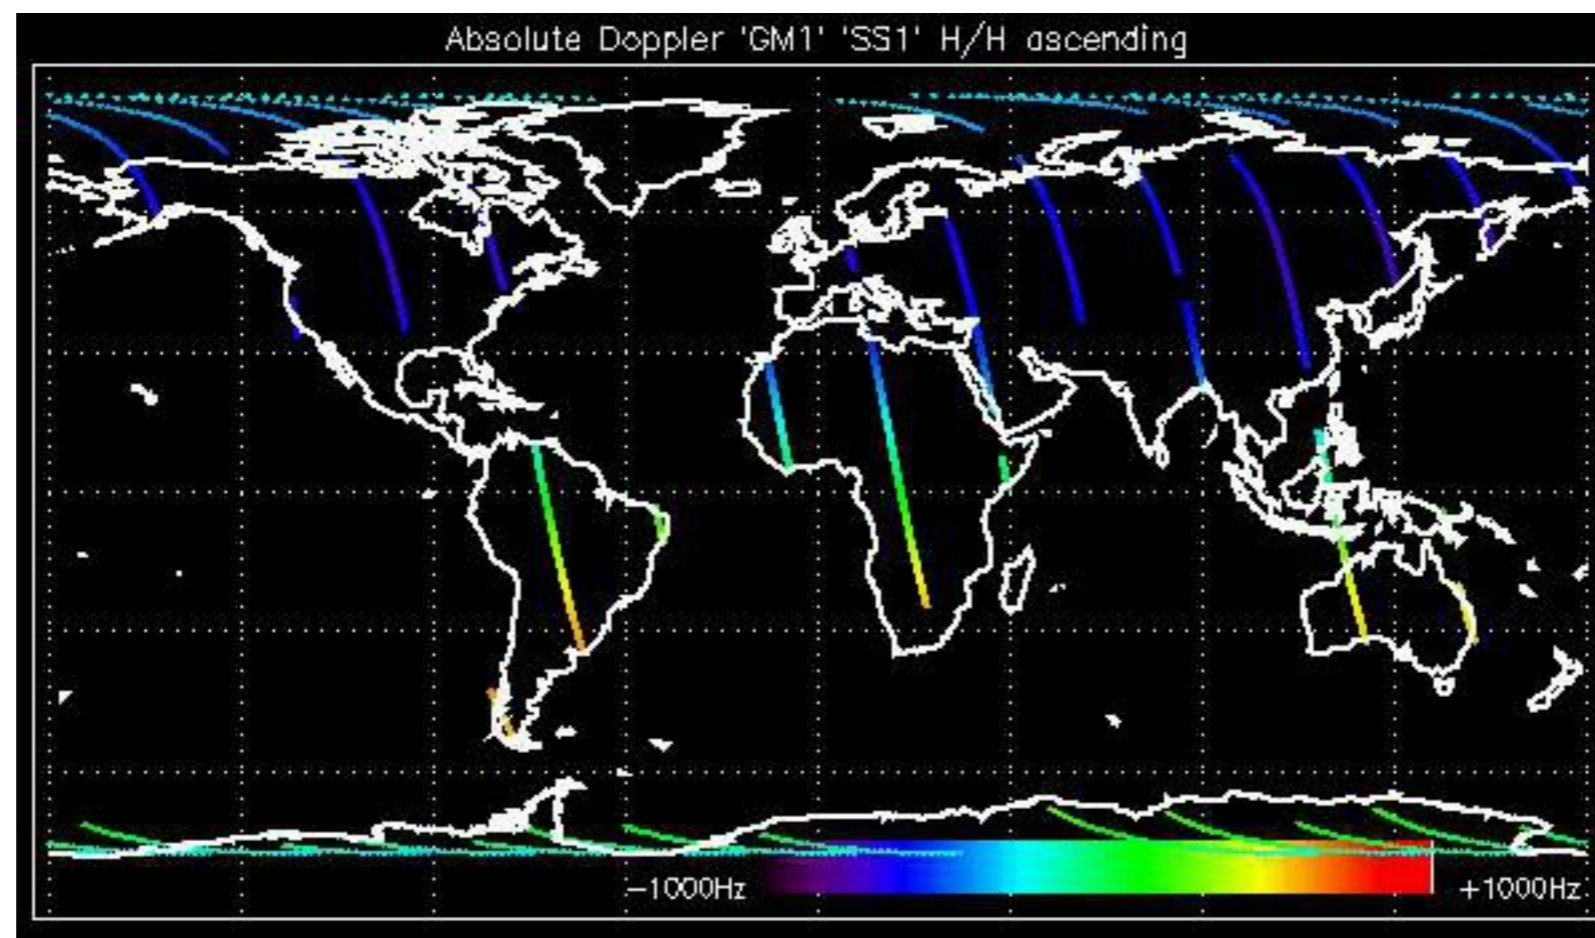 Absolute Doppler 'GM1' 'SS1' H/H ascending
−1000Hz
+1000Hz